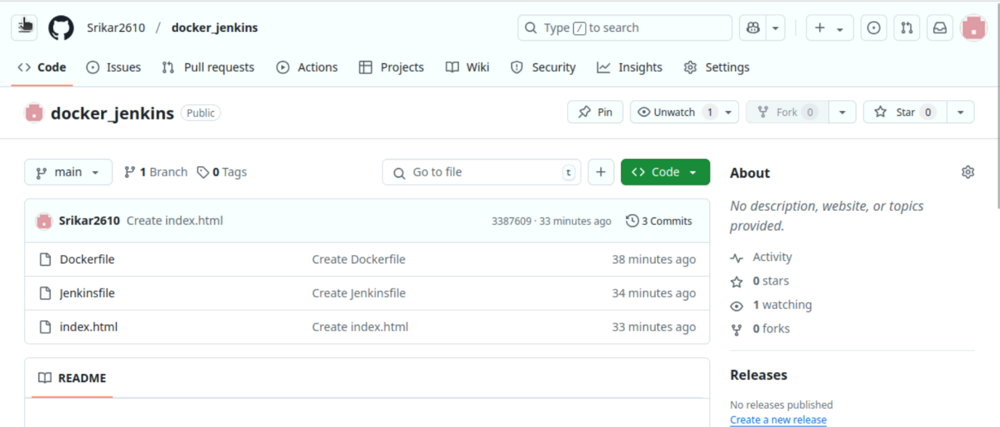 Srikar2610 / docker_jenkins Type / to search
Code Issues Pull requests Actions Projects Wiki Security Insights Settings
docker_jenkins Public Pin Unwatch 1 Fork 0 Star 0
main 1 Branch 0 Tags Go to file t Code
Srikar2610 Create index.html 3387609 · 33 minutes ago 3 Commits
Dockerfile Create Dockerfile 38 minutes ago
Jenkinsfile Create Jenkinsfile 34 minutes ago
index.html Create index.html 33 minutes ago
README
About
No description, website, or topics
provided.
Activity
0 stars
1 watching
0 forks
Releases
No releases published
Create a new release